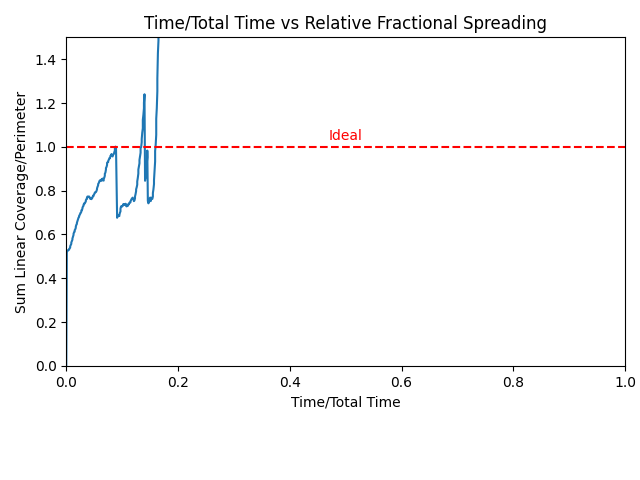 Time/Total Time vs Relative Fractional Spreading
Sum Linear Coverage/Perimeter
1.4
1.2
1.0
0.8
0.6
0.4
0.2
0.0
Ideal
0.0 0.2 0.4 0.6 0.8 1.0
Time/Total Time